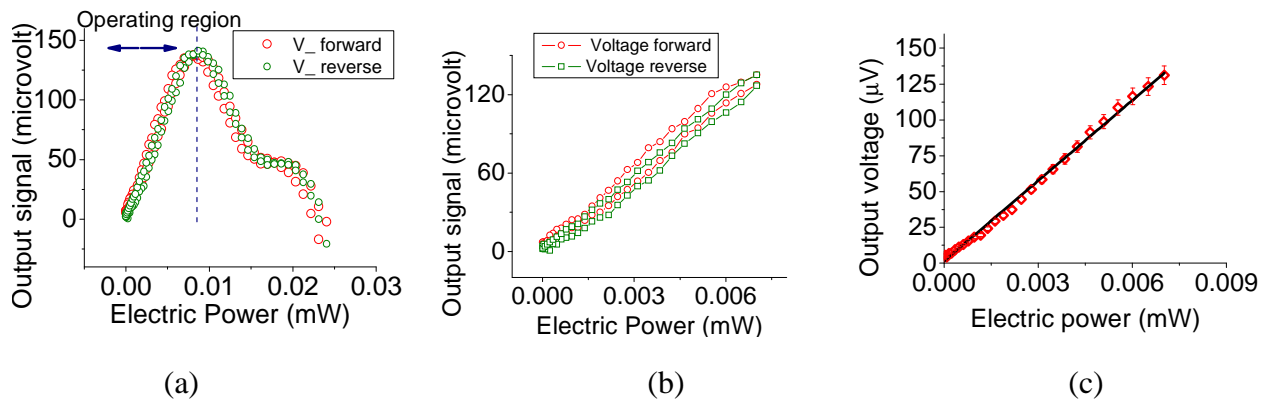 Operating region
V_ forward
V_ reverse
150
100
50
0
0.00 0.01 0.02 0.03
Output signal (microvolt)
Electric Power (mW)
(a)
Voltage forward
Voltage reverse
120
60
0
0.000 0.003 0.006
Output signal (microvolt)
Electric Power (mW)
(b)
150
125
100
75
50
25
0
0.000 0.003 0.006 0.009
Output voltage (μV)
Electric power (mW)
(c)